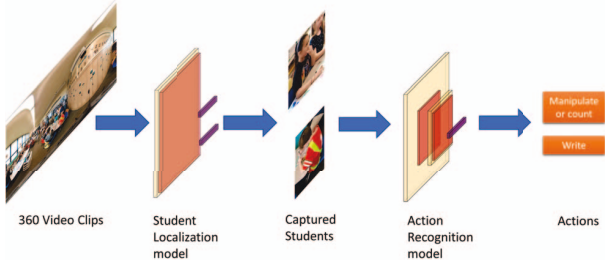 Manipulate
or count
Write
360 Video Clips
Student
Localization
model
Captured
Students
Action
Recognition
model
Actions